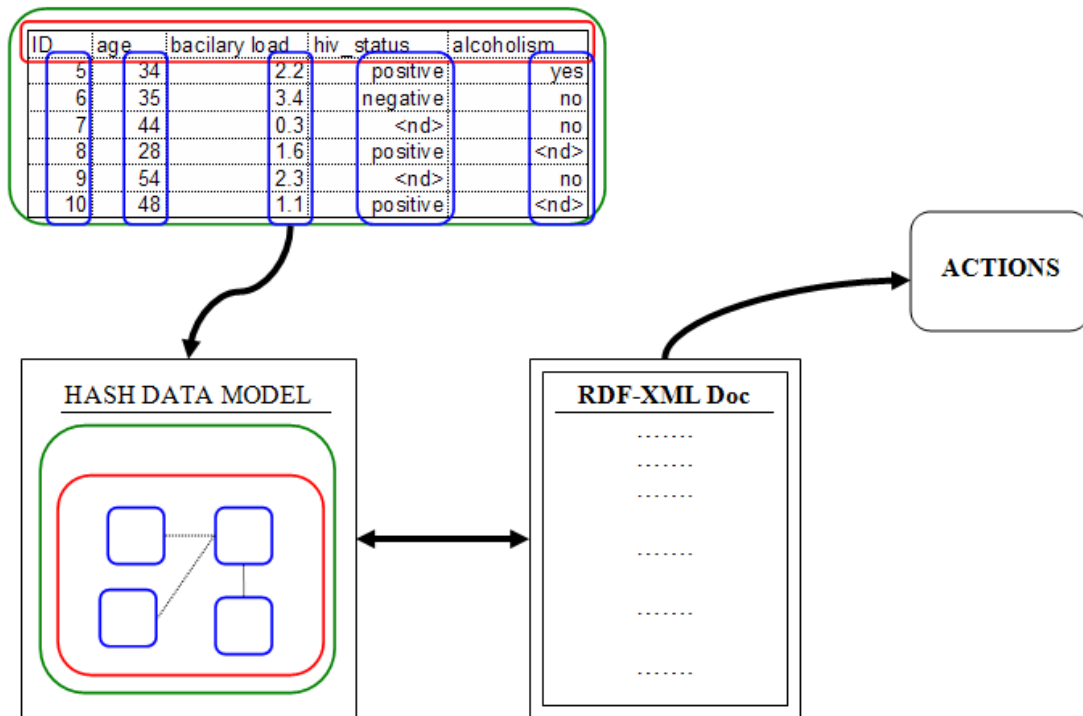 ID age bacilary load hiv_status alcoholism
5 34 2.2 positive yes
6 35 3.4 negative no
7 44 0.3 <nd> no
8 28 1.6 positive <nd>
9 54 2.3 <nd> no
10 48 1.1 positive <nd>
ACTIONS
HASH DATA MODEL
RDF-XML Doc
.......
.......
.......
.......
.......
.......